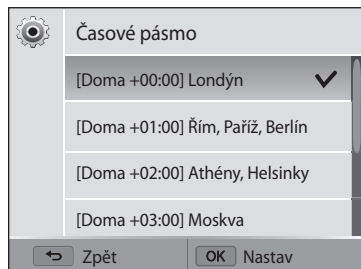 Časové pásmo
[Doma +00:00] Londýn
[Doma +01:00] Řím, Paříž, Berlín
[Doma +02:00] Athény, Helsinky
[Doma +03:00] Moskva
Zpět OK Nastav